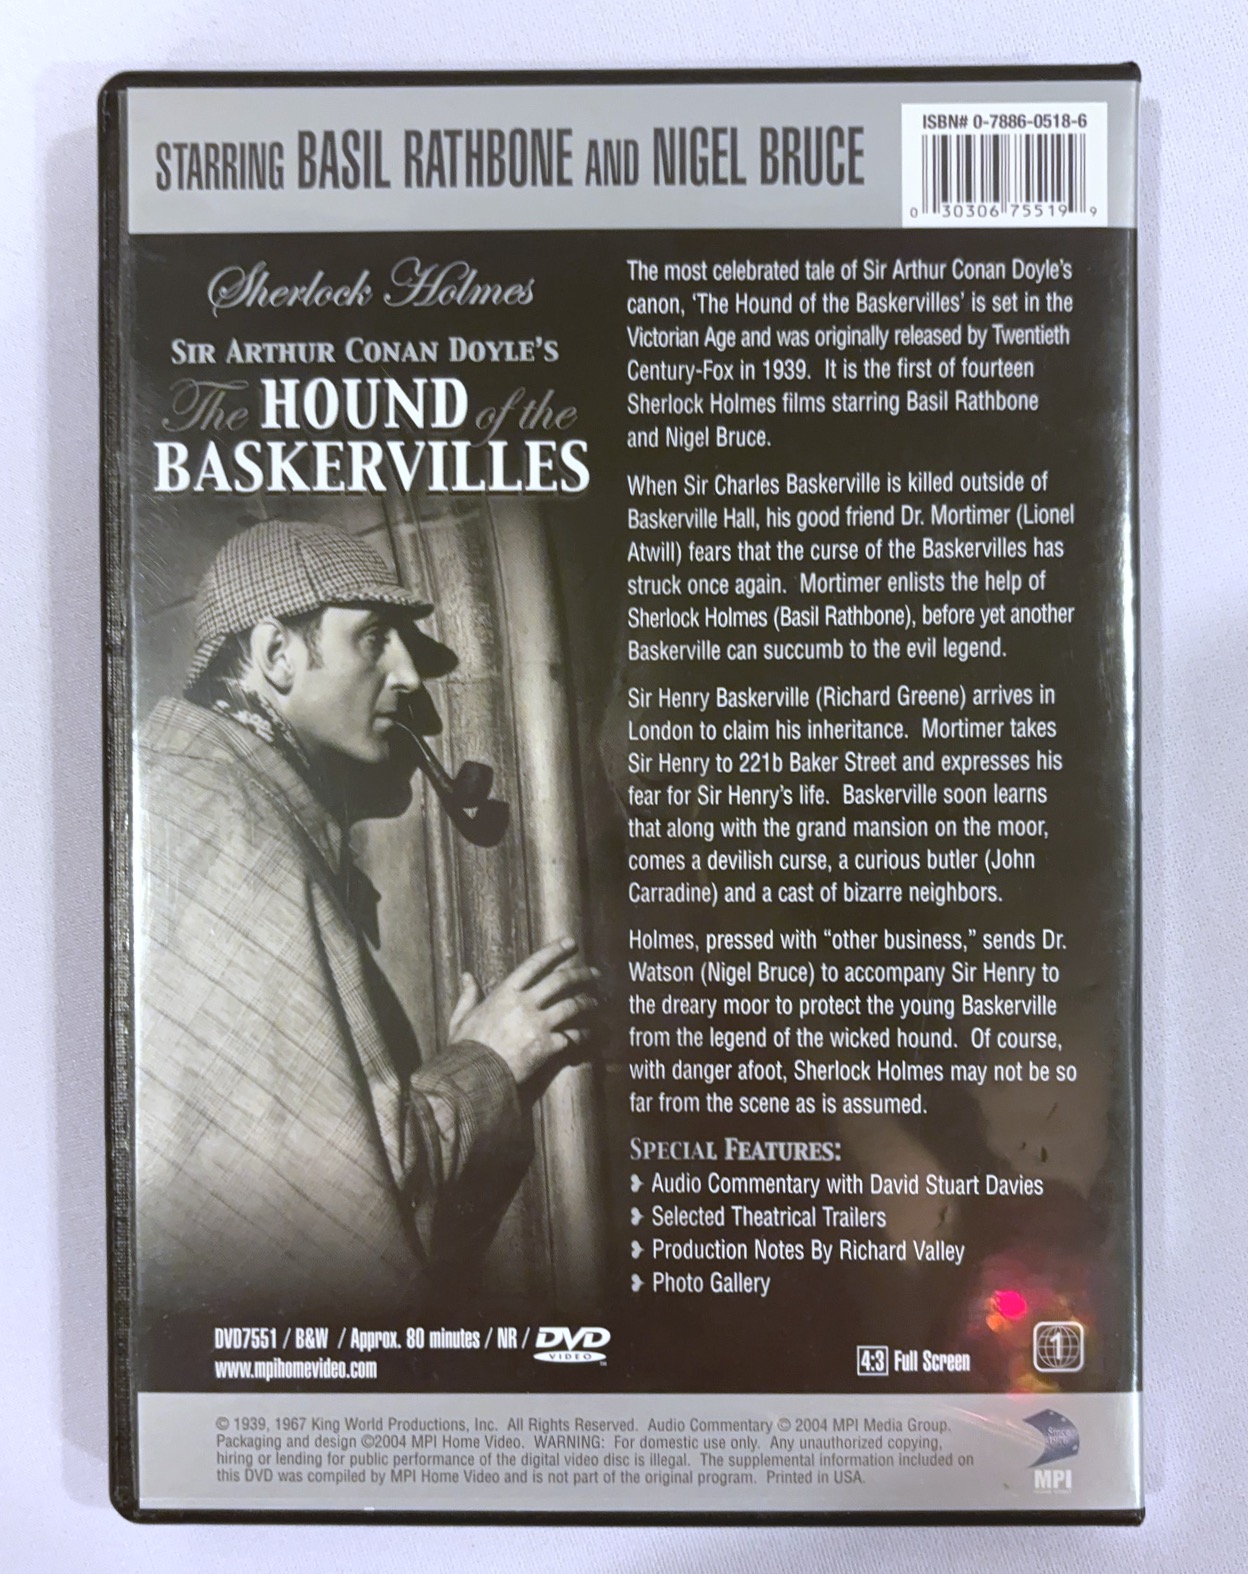 STARRING BASIL RATHBONE AND NIGEL BRUCE
ISBN# 0-7886-0518-6
0 30306 75519 9
Sherlock Holmes
SIR ARTHUR CONAN DOYLE'S
The HOUND of the
BASKERVILLES
The most celebrated tale of Sir Arthur Conan Doyle's
canon, 'The Hound of the Baskervilles' is set in the
Victorian Age and was originally released by Twentieth
Century-Fox in 1939. It is the first of fourteen
Sherlock Holmes films starring Basil Rathbone
and Nigel Bruce.
When Sir Charles Baskerville is killed outside of
Baskerville Hall, his good friend Dr. Mortimer (Lionel
Atwill) fears that the curse of the Baskervilles has
struck once again. Mortimer enlists the help of
Sherlock Holmes (Basil Rathbone), before yet another
Baskerville can succumb to the evil legend.
Sir Henry Baskerville (Richard Greene) arrives in
London to claim his inheritance. Mortimer takes
Sir Henry to 221b Baker Street and expresses his
fear for Sir Henry's life. Baskerville soon learns
that along with the grand mansion on the moor,
comes a devilish curse, a curious butler (John
Carradine) and a cast of bizarre neighbors.
Holmes, pressed with "other business," sends Dr.
Watson (Nigel Bruce) to accompany Sir Henry to
the dreary moor to protect the young Baskerville
from the legend of the wicked hound. Of course,
with danger afoot, Sherlock Holmes may not be so
far from the scene as is assumed.
SPECIAL FEATURES:
Audio Commentary with David Stuart Davies
Selected Theatrical Trailers
Production Notes By Richard Valley
Photo Gallery
DVD7551 / B&W / Approx. 80 minutes / NR / DVD VIDEO ™
www.mpihomevideo.com
4:3 Full Screen
1
© 1939, 1967 King World Productions, Inc. All Rights Reserved. Audio Commentary © 2004 MPI Media Group.
Packaging and design ©2004 MPI Home Video. WARNING: For domestic use only. Any unauthorized copying,
hiring or lending for public performance of the digital video disc is illegal. The supplemental information included on
this DVD was compiled by MPI Home Video and is not part of the original program. Printed in USA.
Since
1976
MPI